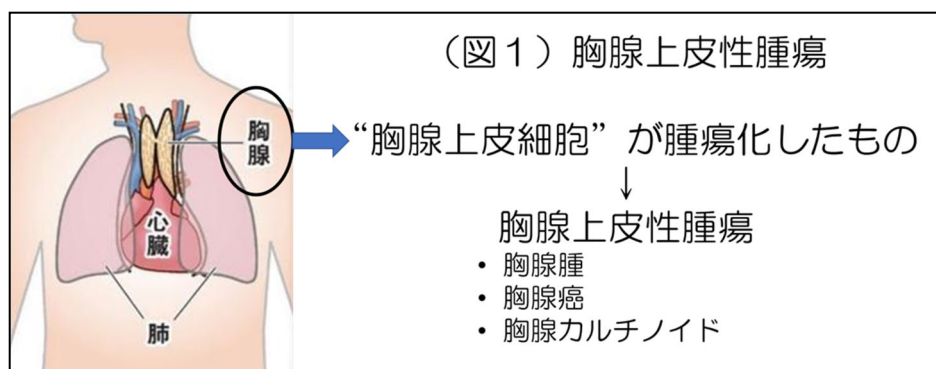 （図１）胸腺上皮性腫瘍
胸腺
“胸腺上皮細胞”が腫瘍化したもの
↓
胸腺上皮性腫瘍
• 胸腺腫
• 胸腺癌
• 胸腺カルチノイド
心臓
肺